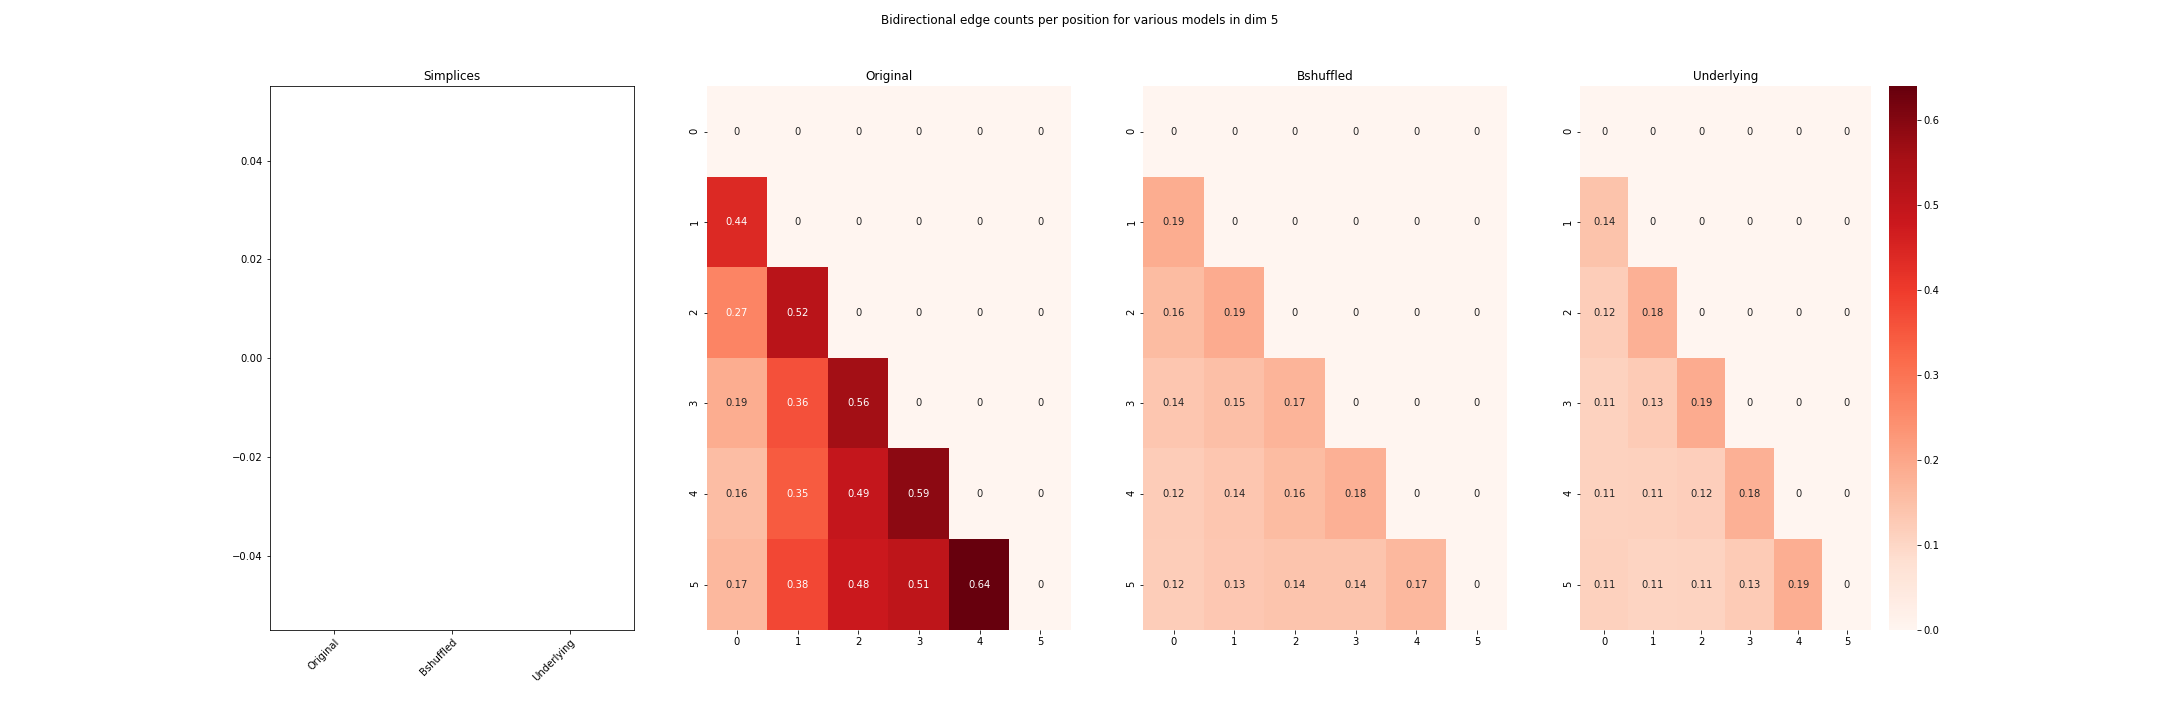 Bidirectional edge counts per position for various models in dim 5
Simplices
0.04
0.02
0.00
−0.02
−0.04
Original
Bshuffled
Underlying
Original
0
0 0 0 0 0 0
1
0.44 0 0 0 0 0
2
0.27 0.52 0 0 0 0
3
0.19 0.36 0.56 0 0 0
4
0.16 0.35 0.49 0.59 0 0
5
0.17 0.38 0.48 0.51 0.64 0
0 1 2 3 4 5
Bshuffled
0
0 0 0 0 0 0
1
0.19 0 0 0 0 0
2
0.16 0.19 0 0 0 0
3
0.14 0.15 0.17 0 0 0
4
0.12 0.14 0.16 0.18 0 0
5
0.12 0.13 0.14 0.14 0.17 0
0 1 2 3 4 5
Underlying
0
0 0 0 0 0 0
1
0.14 0 0 0 0 0
2
0.12 0.18 0 0 0 0
3
0.11 0.13 0.19 0 0 0
4
0.11 0.11 0.12 0.18 0 0
5
0.11 0.11 0.11 0.13 0.19 0
0 1 2 3 4 5
0.6
0.5
0.4
0.3
0.2
0.1
0.0